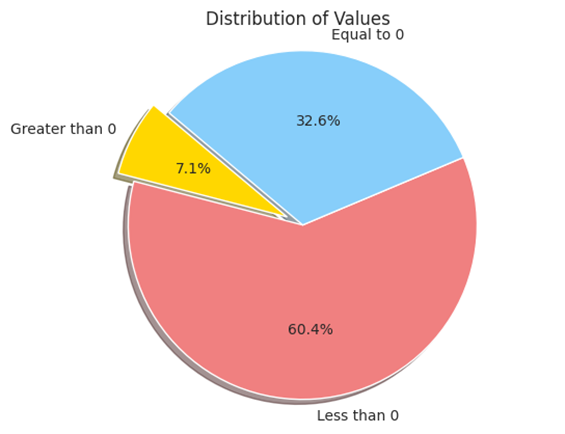 Distribution of Values
Equal to 0
32.6%
Greater than 0
7.1%
60.4%
Less than 0